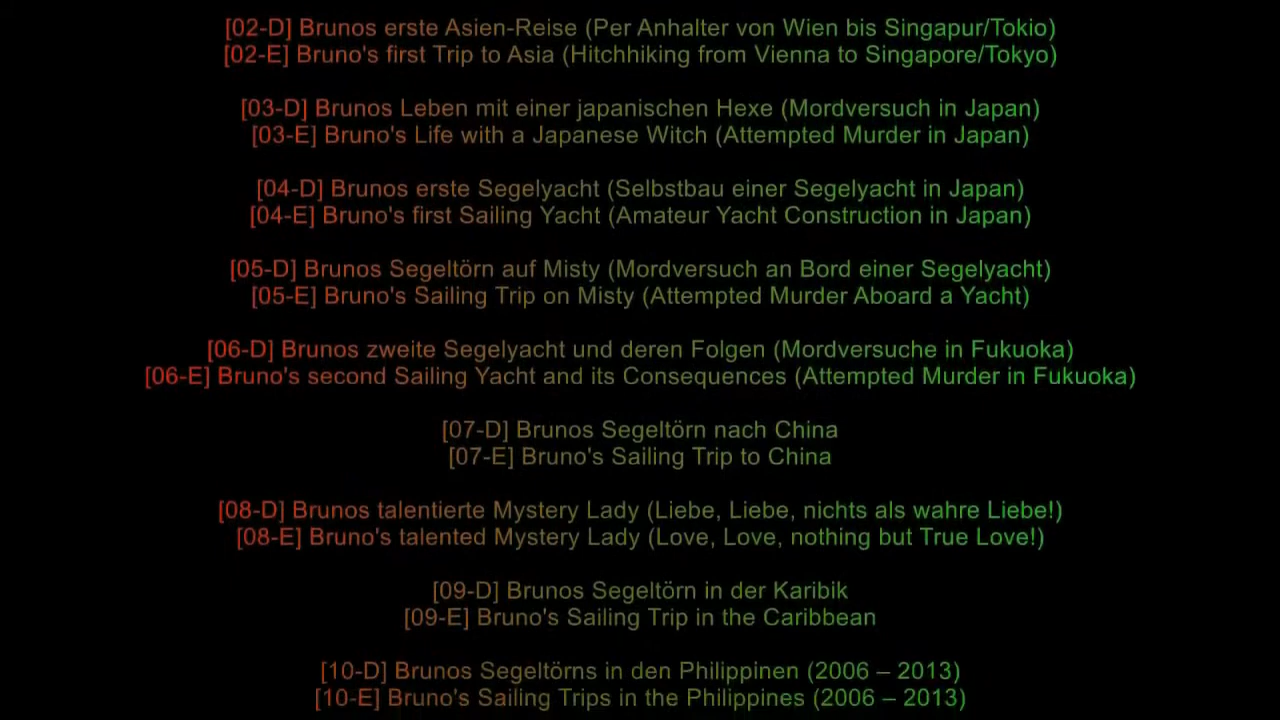 [02-D] Brunos erste Asien-Reise (Per Anhalter von Wien bis Singapur/Tokio)
[02-E] Bruno's first Trip to Asia (Hitchhiking from Vienna to Singapore/Tokyo)
[03-D] Brunos Leben mit einer japanischen Hexe (Mordversuch in Japan)
[03-E] Bruno's Life with a Japanese Witch (Attempted Murder in Japan)
[04-D] Brunos erste Segelyacht (Selbstbau einer Segelyacht in Japan)
[04-E] Bruno's first Sailing Yacht (Amateur Yacht Construction in Japan)
[05-D] Brunos Segeltörn auf Misty (Mordversuch an Bord einer Segelyacht)
[05-E] Bruno's Sailing Trip on Misty (Attempted Murder Aboard a Yacht)
[06-D] Brunos zweite Segelyacht und deren Folgen (Mordversuche in Fukuoka)
[06-E] Bruno's second Sailing Yacht and its Consequences (Attempted Murder in Fukuoka)
[07-D] Brunos Segeltörn nach China
[07-E] Bruno's Sailing Trip to China
[08-D] Brunos talentierte Mystery Lady (Liebe, Liebe, nichts als wahre Liebe!)
[08-E] Bruno's talented Mystery Lady (Love, Love, nothing but True Love!)
[09-D] Brunos Segeltörn in der Karibik
[09-E] Bruno's Sailing Trip in the Caribbean
[10-D] Brunos Segeltörns in den Philippinen (2006 – 2013)
[10-E] Bruno's Sailing Trips in the Philippines (2006 – 2013)